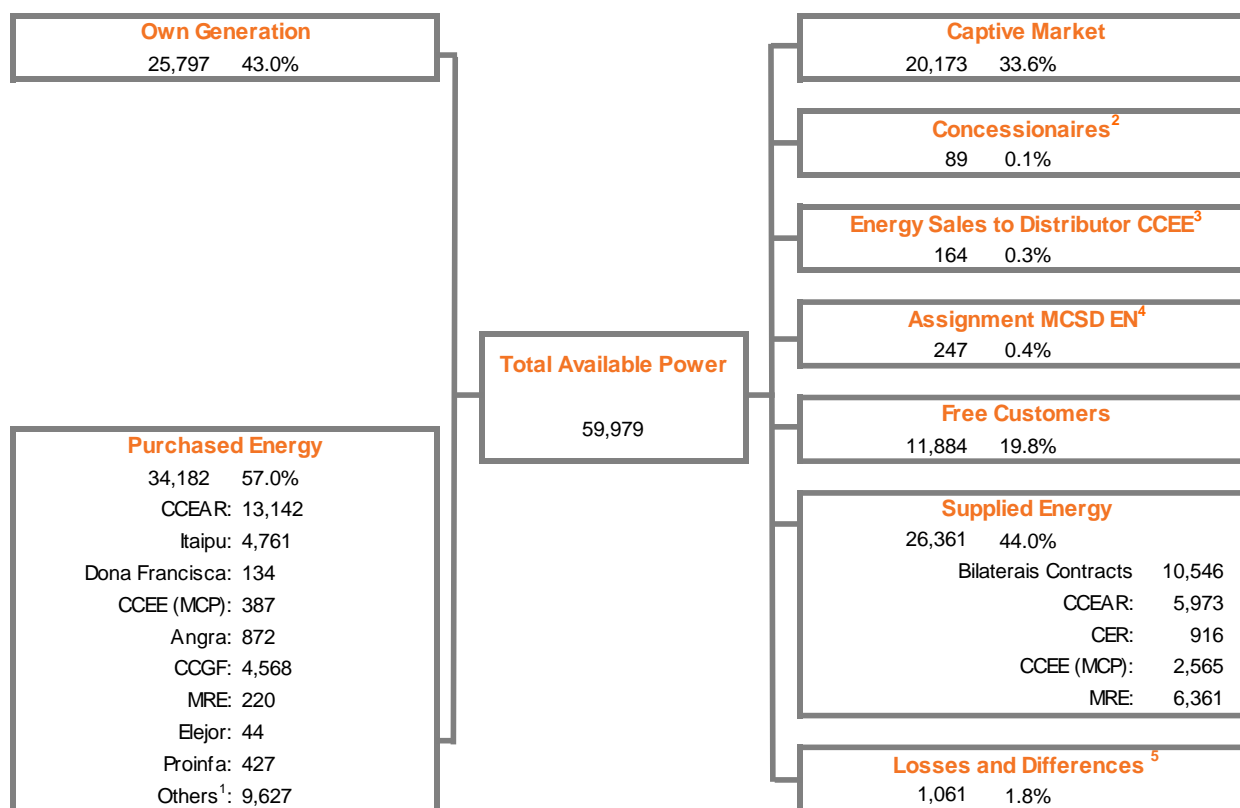 Own Generation
25,797 43.0%
Purchased Energy
34,182 57.0%
CCEAR: 13,142
Itaipu: 4,761
Dona Francisca: 134
CCEE (MCP): 387
Angra: 872
CCGF: 4,568
MRE: 220
Elejor: 44
Proinfa: 427
Others¹: 9,627
Total Available Power
59,979
Captive Market
20,173 33.6%
Concessionaires²
89 0.1%
Energy Sales to Distributor CCEE³
164 0.3%
Assignment MCSD EN⁴
247 0.4%
Free Customers
11,884 19.8%
Supplied Energy
26,361 44.0%
Bilaterais Contracts 10,546
CCEAR: 5,973
CER: 916
CCEE (MCP): 2,565
MRE: 6,361
Losses and Differences ⁵
1,061 1.8%